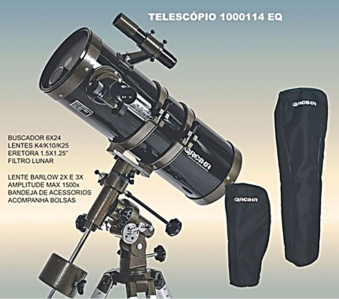 TELESCÓPIO 1000114 EQ
BUSCADOR 6X24
LENTES K4/K10/K25
ERETORA 1.5X1.25"
FILTRO LUNAR
LENTE BARLOW 2X E 3X
AMPLITUDE MAX 1500x
BANDEJA DE ACESSORIOS
ACOMPANHA BOLSAS